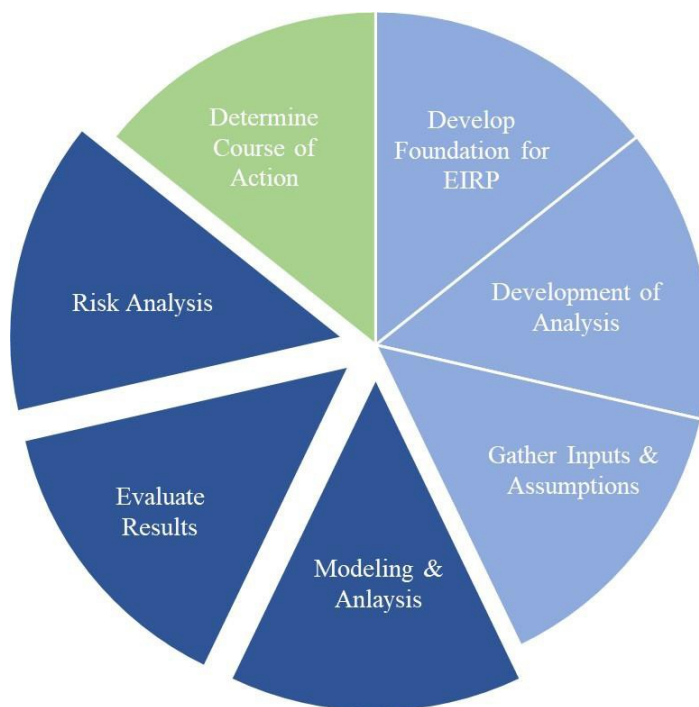 Develop
Foundation for
EIRP
Development of
Analysis
Gather Inputs &
Assumptions
Modeling &
Anlaysis
Evaluate
Results
Risk Analysis
Determine
Course of
Action